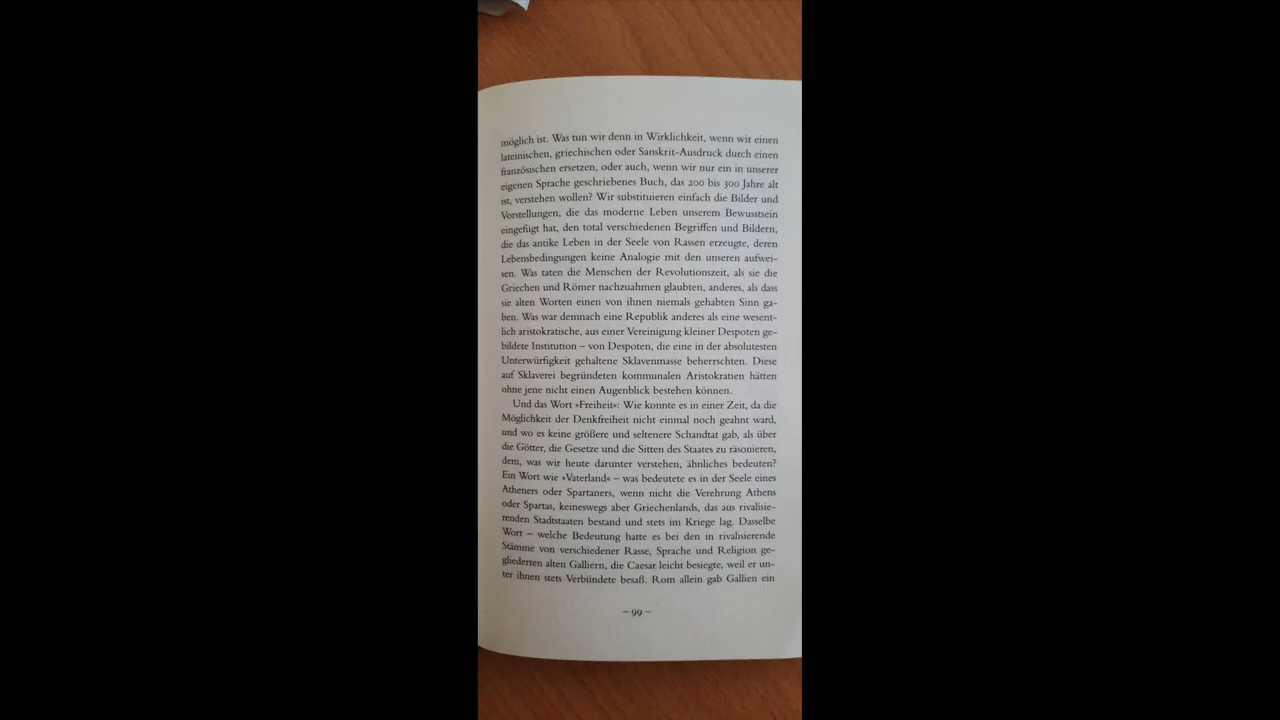 möglich ist. Was tun wir denn in Wirklichkeit, wenn wir einen
lateinischen, griechischen oder Sanskrit-Ausdruck durch einen
französischen ersetzen, oder auch, wenn wir nur ein in unserer
eigenen Sprache geschriebenes Buch, das 200 bis 300 Jahre alt
ist, verstehen wollen? Wir substituieren einfach die Bilder und
Vorstellungen, die das moderne Leben unserem Bewusstsein
eingefügt hat, den total verschiedenen Begriffen und Bildern,
die das antike Leben in der Seele von Rassen erzeugte, deren
Lebensbedingungen keine Analogie mit den unseren aufwei-
sen. Was taten die Menschen der Revolutionszeit, als sie die
Griechen und Römer nachzuahmen glaubten, anderes, als dass
sie alten Worten einen von ihnen niemals gehabten Sinn ga-
ben. Was war demnach eine Republik anderes als eine wesent-
lich aristokratische, aus einer Vereinigung kleiner Despoten ge-
bildete Institution – von Despoten, die eine in der absolutesten
Unterwürfigkeit gehaltene Sklavenmasse beherrschten. Diese
auf Sklaverei begründeten kommunalen Aristokratien hätten
ohne jene nicht einen Augenblick bestehen können.
Und das Wort »Freiheit«: Wie konnte es in einer Zeit, da die
Möglichkeit der Denkfreiheit nicht einmal noch geahnt ward,
und wo es keine größere und seltenere Schandtat gab, als über
die Götter, die Gesetze und die Sitten des Staates zu räsonieren,
dem, was wir heute darunter verstehen, ähnliches bedeuten?
Ein Wort wie »Vaterland« – was bedeutete es in der Seele eines
Atheners oder Spartaners, wenn nicht die Verehrung Athens
oder Spartas, keineswegs aber Griechenlands, das aus rivalisie-
renden Stadtstaaten bestand und stets im Kriege lag. Dasselbe
Wort – welche Bedeutung hatte es bei den in rivalisierende
Stämme von verschiedener Rasse, Sprache und Religion ge-
gliederten alten Galliern, die Caesar leicht besiegte, weil er un-
ter ihnen stets Verbündete besaß. Rom allein gab Gallien ein
– 99 –